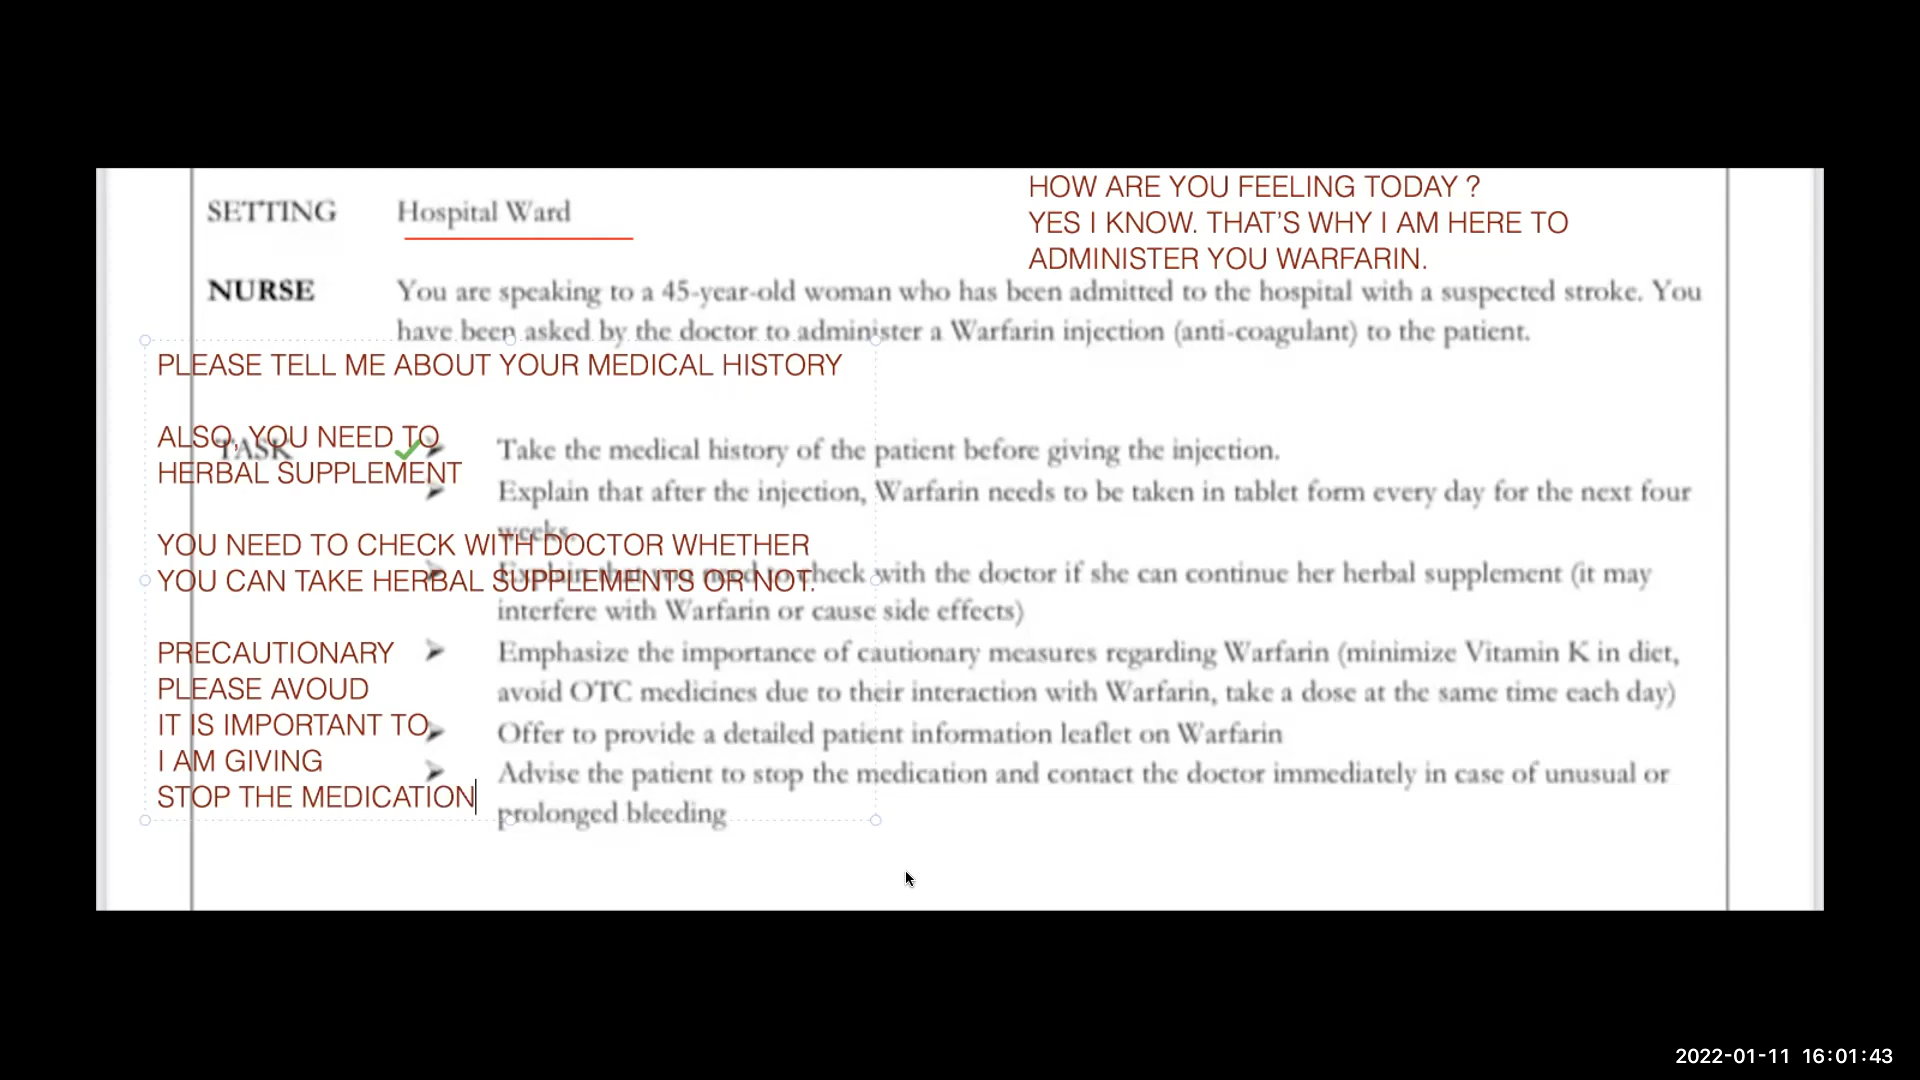 HOW ARE YOU FEELING TODAY ?
YES I KNOW. THAT'S WHY I AM HERE TO
ADMINISTER YOU WARFARIN.
SETTING Hospital Ward
NURSE You are speaking to a 45-year-old woman who has been admitted to the hospital with a suspected stroke. You
have been asked by the doctor to administer a Warfarin injection (anti-coagulant) to the patient.
PLEASE TELL ME ABOUT YOUR MEDICAL HISTORY
ALSO, YOU NEED TO
HERBAL SUPPLEMENT
YOU NEED TO CHECK WITH DOCTOR WHETHER
YOU CAN TAKE HERBAL SUPPLEMENTS OR NOT.
PRECAUTIONARY
PLEASE AVOUD
IT IS IMPORTANT TO
I AM GIVING
STOP THE MEDICATION
TASK
Take the medical history of the patient before giving the injection.
Explain that after the injection, Warfarin needs to be taken in tablet form every day for the next four
weeks.
Explain that you need to check with the doctor if she can continue her herbal supplement (it may
interfere with Warfarin or cause side effects)
Emphasize the importance of cautionary measures regarding Warfarin (minimize Vitamin K in diet,
avoid OTC medicines due to their interaction with Warfarin, take a dose at the same time each day)
Offer to provide a detailed patient information leaflet on Warfarin
Advise the patient to stop the medication and contact the doctor immediately in case of unusual or
prolonged bleeding
2022-01-11 16:01:43